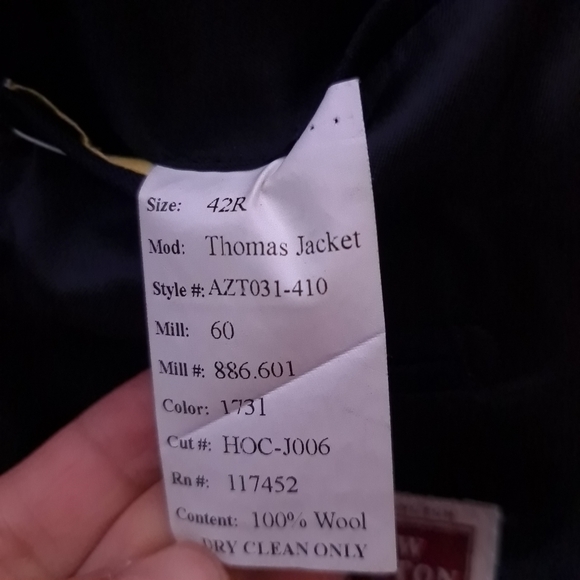 Size: 42R
Mod: Thomas Jacket
Style #: AZT031-410
Mill: 60
Mill #: 886.601
Color: 1731
Cut #: HOC-J006
Rn #: 117452
Content: 100% Wool
DRY CLEAN ONLY